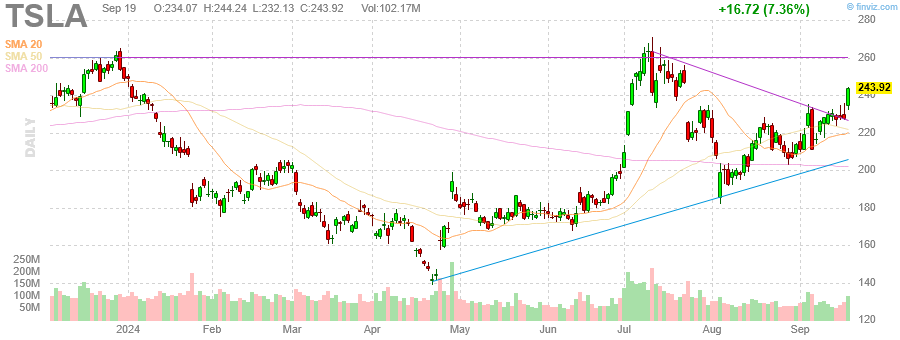 TSLA
Sep 19 O:234.07 H:244.24 L:232.13 C:243.92 Vol:102.17M
+16.72 (7.36%)
© finviz.com
SMA 20
SMA 50
SMA 200
DAILY
280
260
243.92
240
220
200
180
160
140
120
250M
200M
150M
100M
50M
2024 Feb Mar Apr May Jun Jul Aug Sep